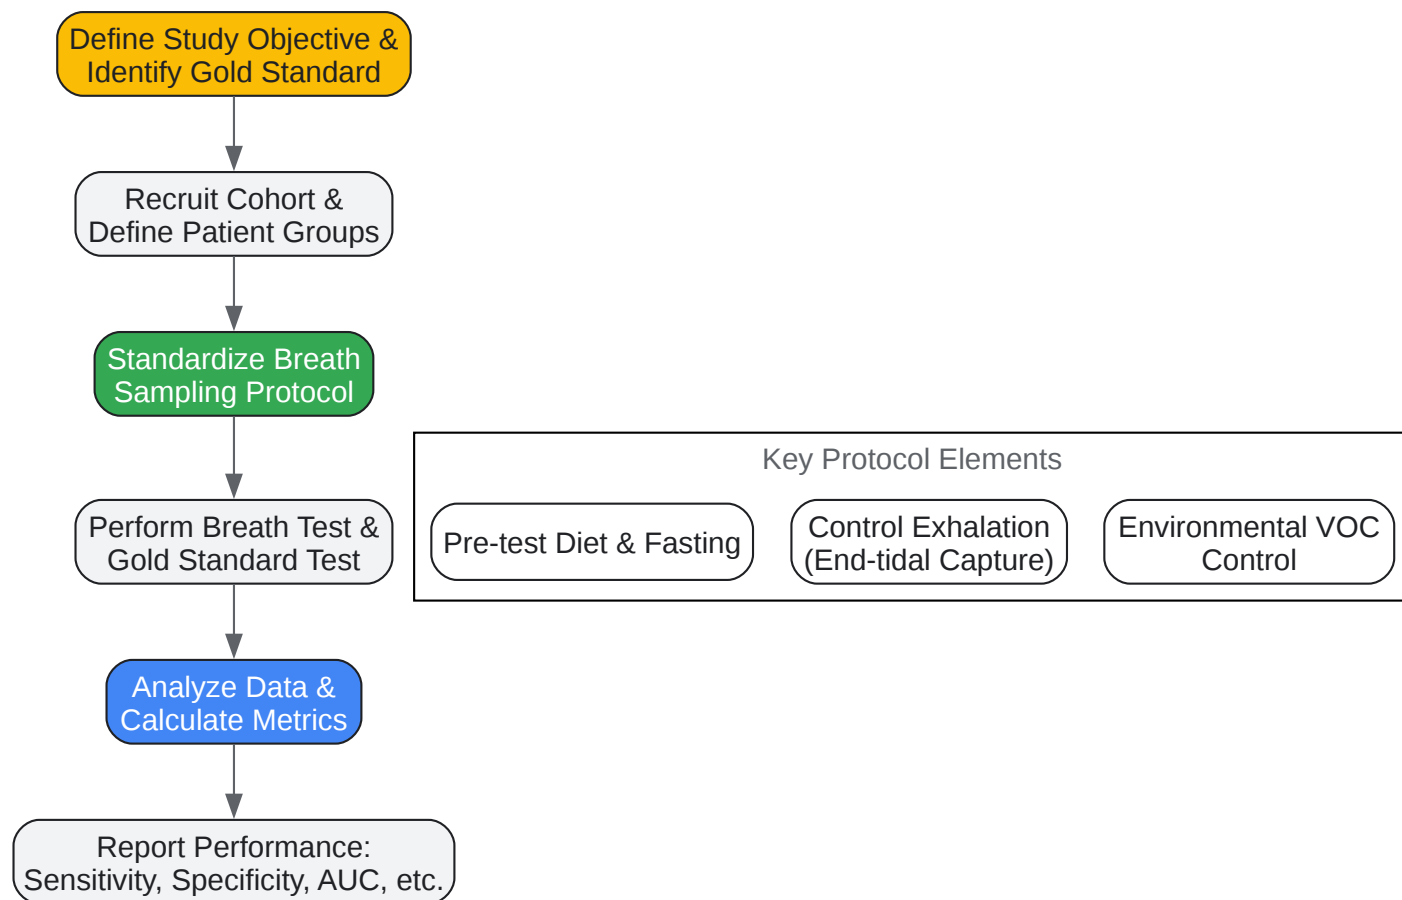 Define Study Objective &
Identify Gold Standard
Recruit Cohort &
Define Patient Groups
Standardize Breath
Sampling Protocol
Perform Breath Test &
Gold Standard Test
Key Protocol Elements
Pre-test Diet & Fasting
Control Exhalation
(End-tidal Capture)
Environmental VOC
Control
Analyze Data &
Calculate Metrics
Report Performance:
Sensitivity, Specificity, AUC, etc.